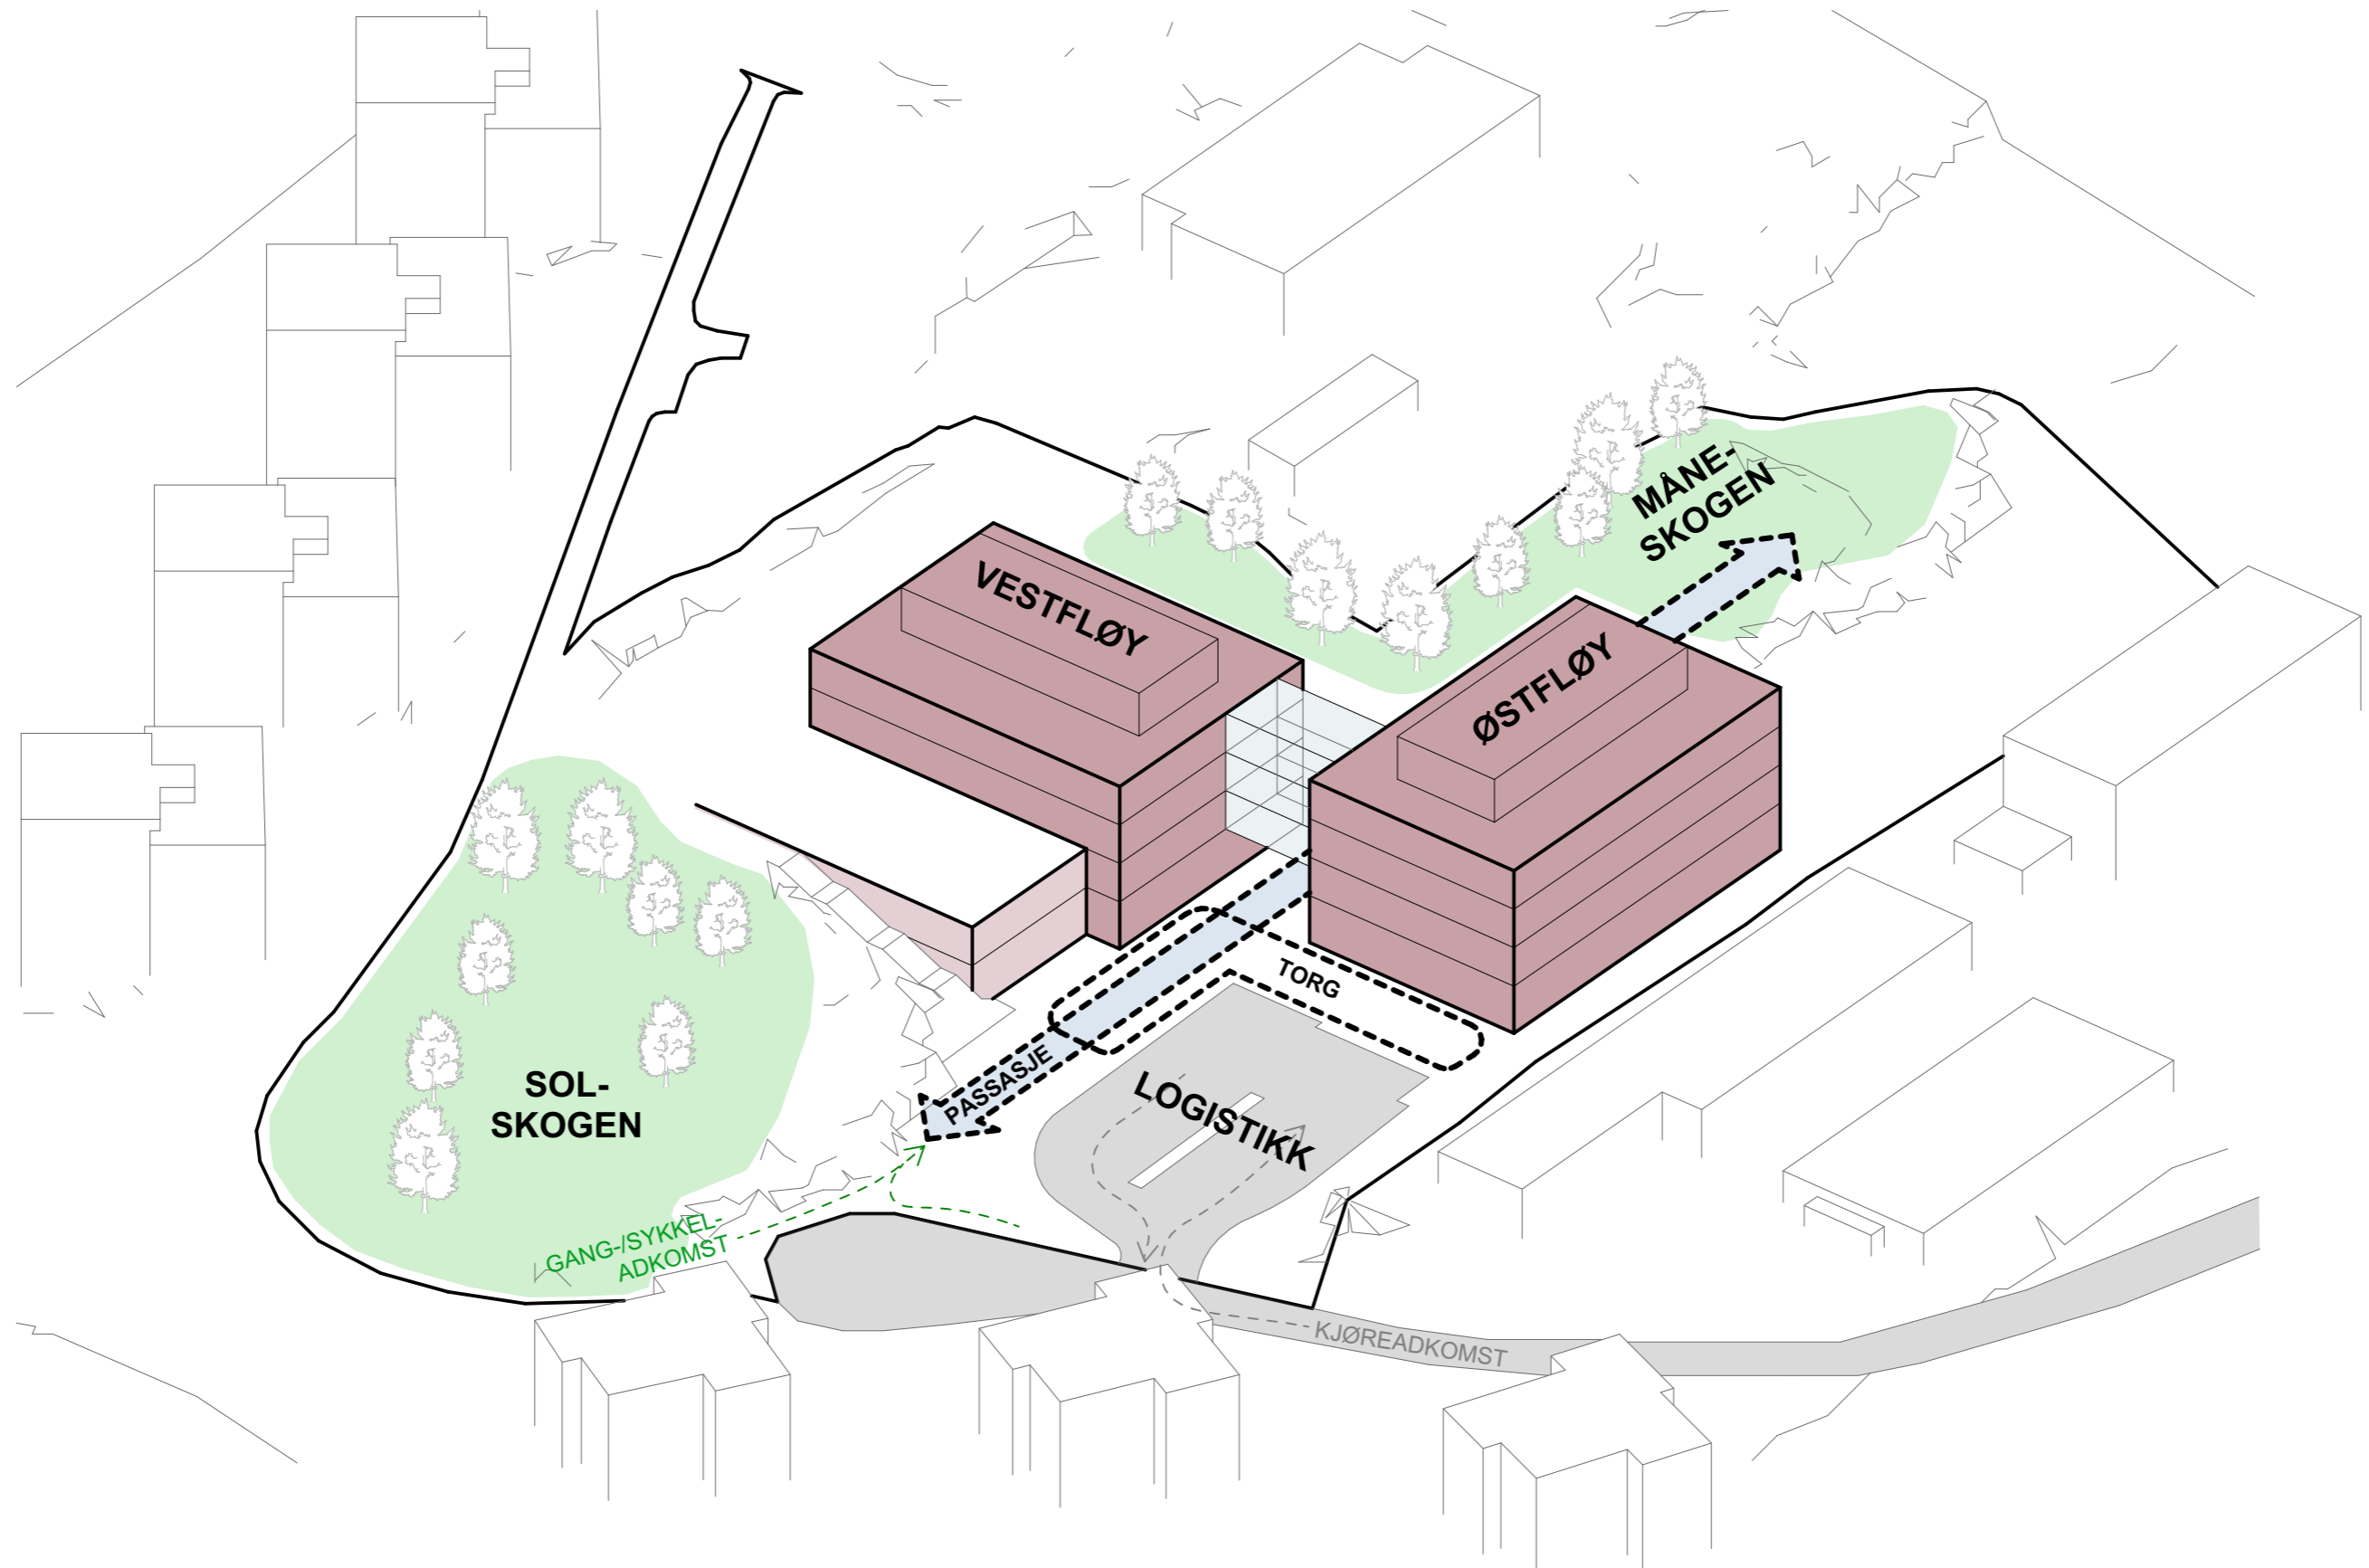 MÅNE-
SKOGEN
VESTFLØY
ØSTFLØY
TORG
PASSASJE
LOGISTIKK
SOL-
SKOGEN
GANG-/SYKKEL-
ADKOMST
KJØREADKOMST